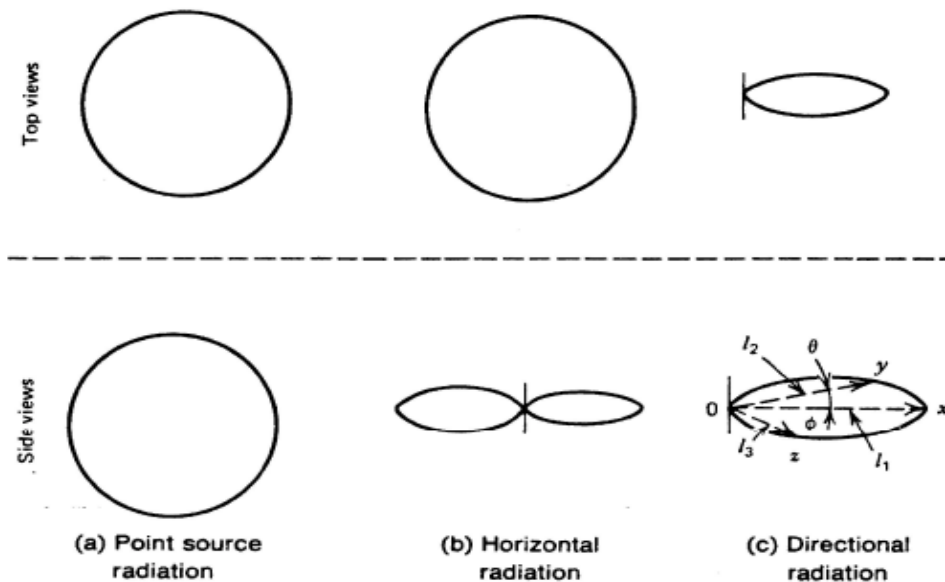 Top views
Side views
l2
θ
y
0
x
ϕ
l3
z
l1
(a) Point source
radiation
(b) Horizontal
radiation
(c) Directional
radiation